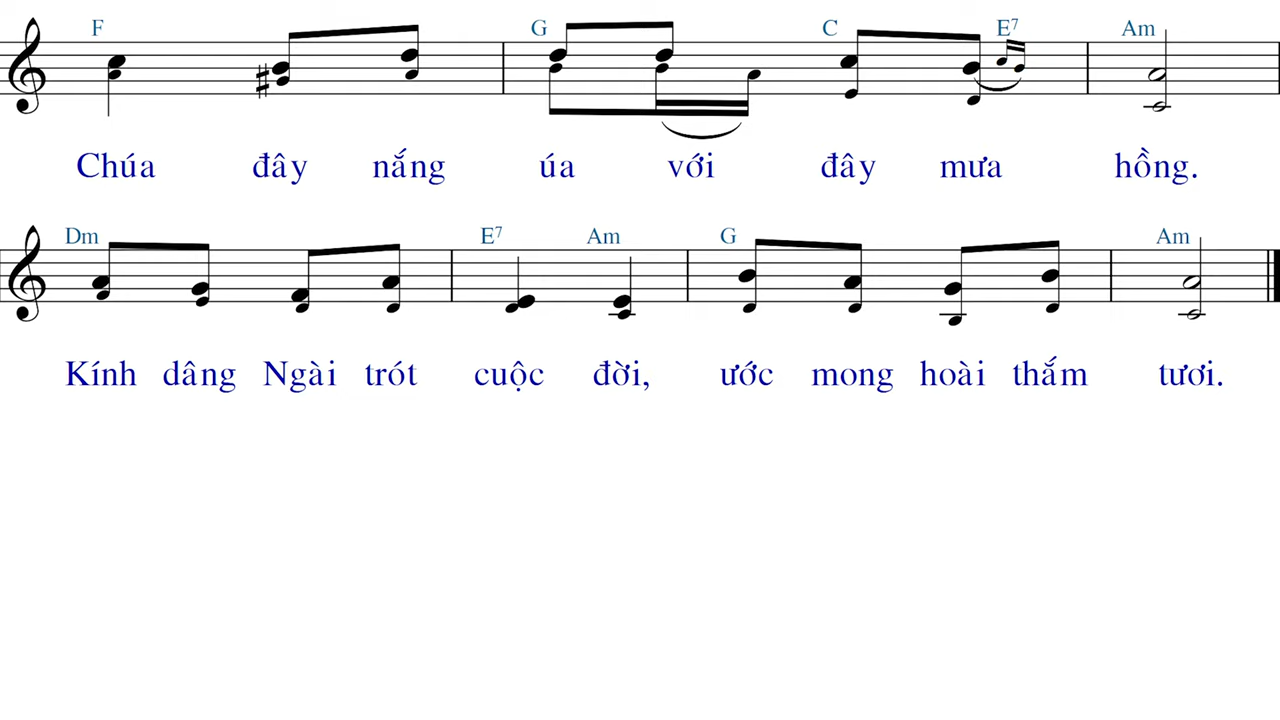 F G C E7 Am
Chúa đây nắng úa với đây mưa hồng.
Dm E7 Am G Am
Kính dâng Ngài trót cuộc đời, ước mong hoài thắm tươi.